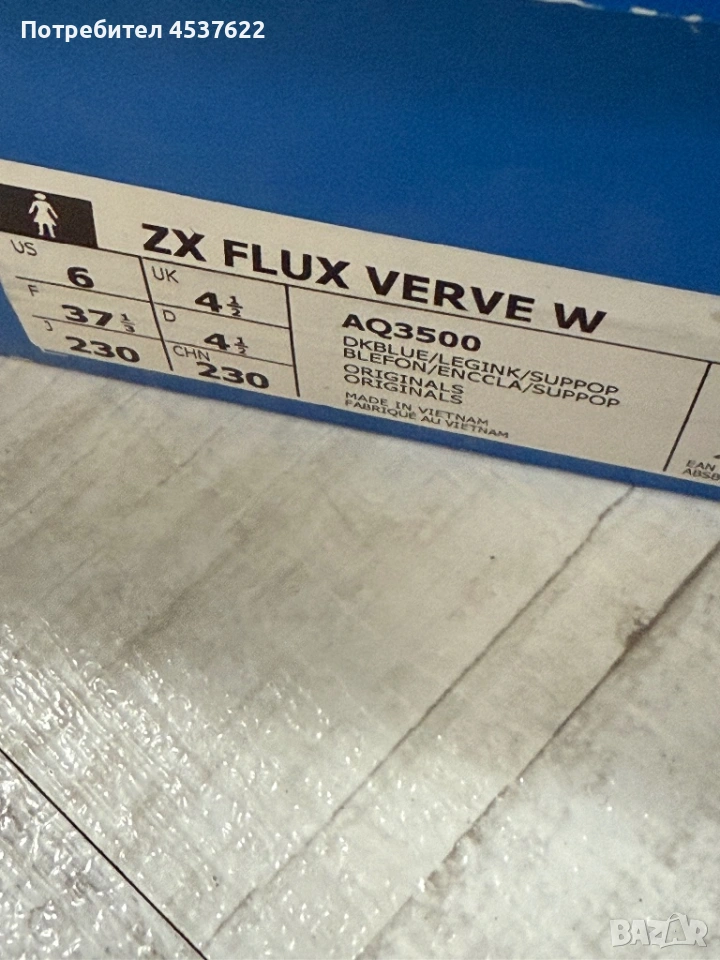 Потребител 4537622
ZX FLUX VERVE W
US 6 UK 4½
F 37⅓ D 4½
J 230 CHN 230
AQ3500
DKBLUE/LEGINK/SUPPOP
BLEFON/ENCCLA/SUPPOP
ORIGINALS
ORIGINALS
MADE IN VIETNAM
FABRIQUÉ AU VIETNAM
EAN
BAZAR